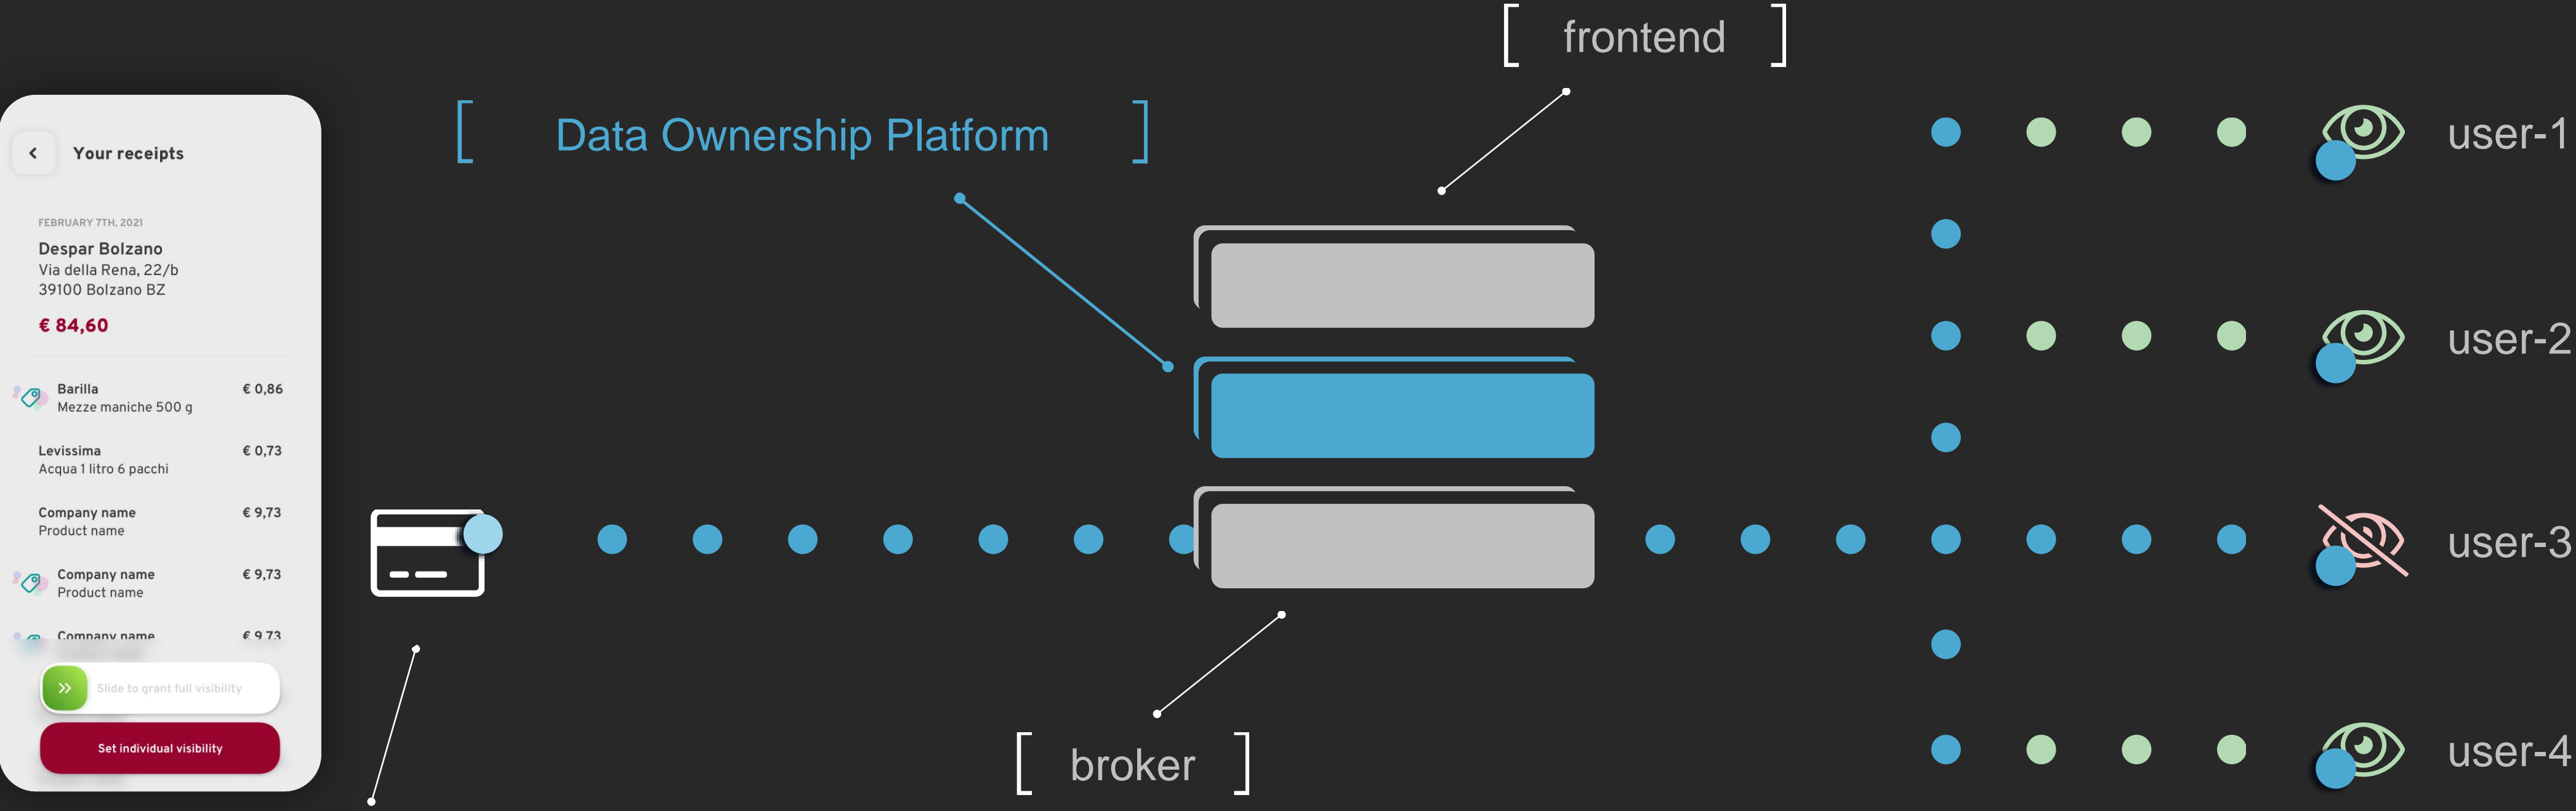 [ frontend ]
[ Data Ownership Platform ]
user-1
user-2
user-3
user-4
[ broker ]
Your receipts
FEBRUARY 7TH, 2021
Despar Bolzano
Via della Rena, 22/b
39100 Bolzano BZ
€ 84,60
Barilla € 0,86
Mezze maniche 500 g
Levissima € 0,73
Acqua 1 litro 6 pacchi
Company name € 9,73
Product name
Company name € 9,73
Product name
Company name € 9,73
Slide to grant full visibility
Set individual visibility